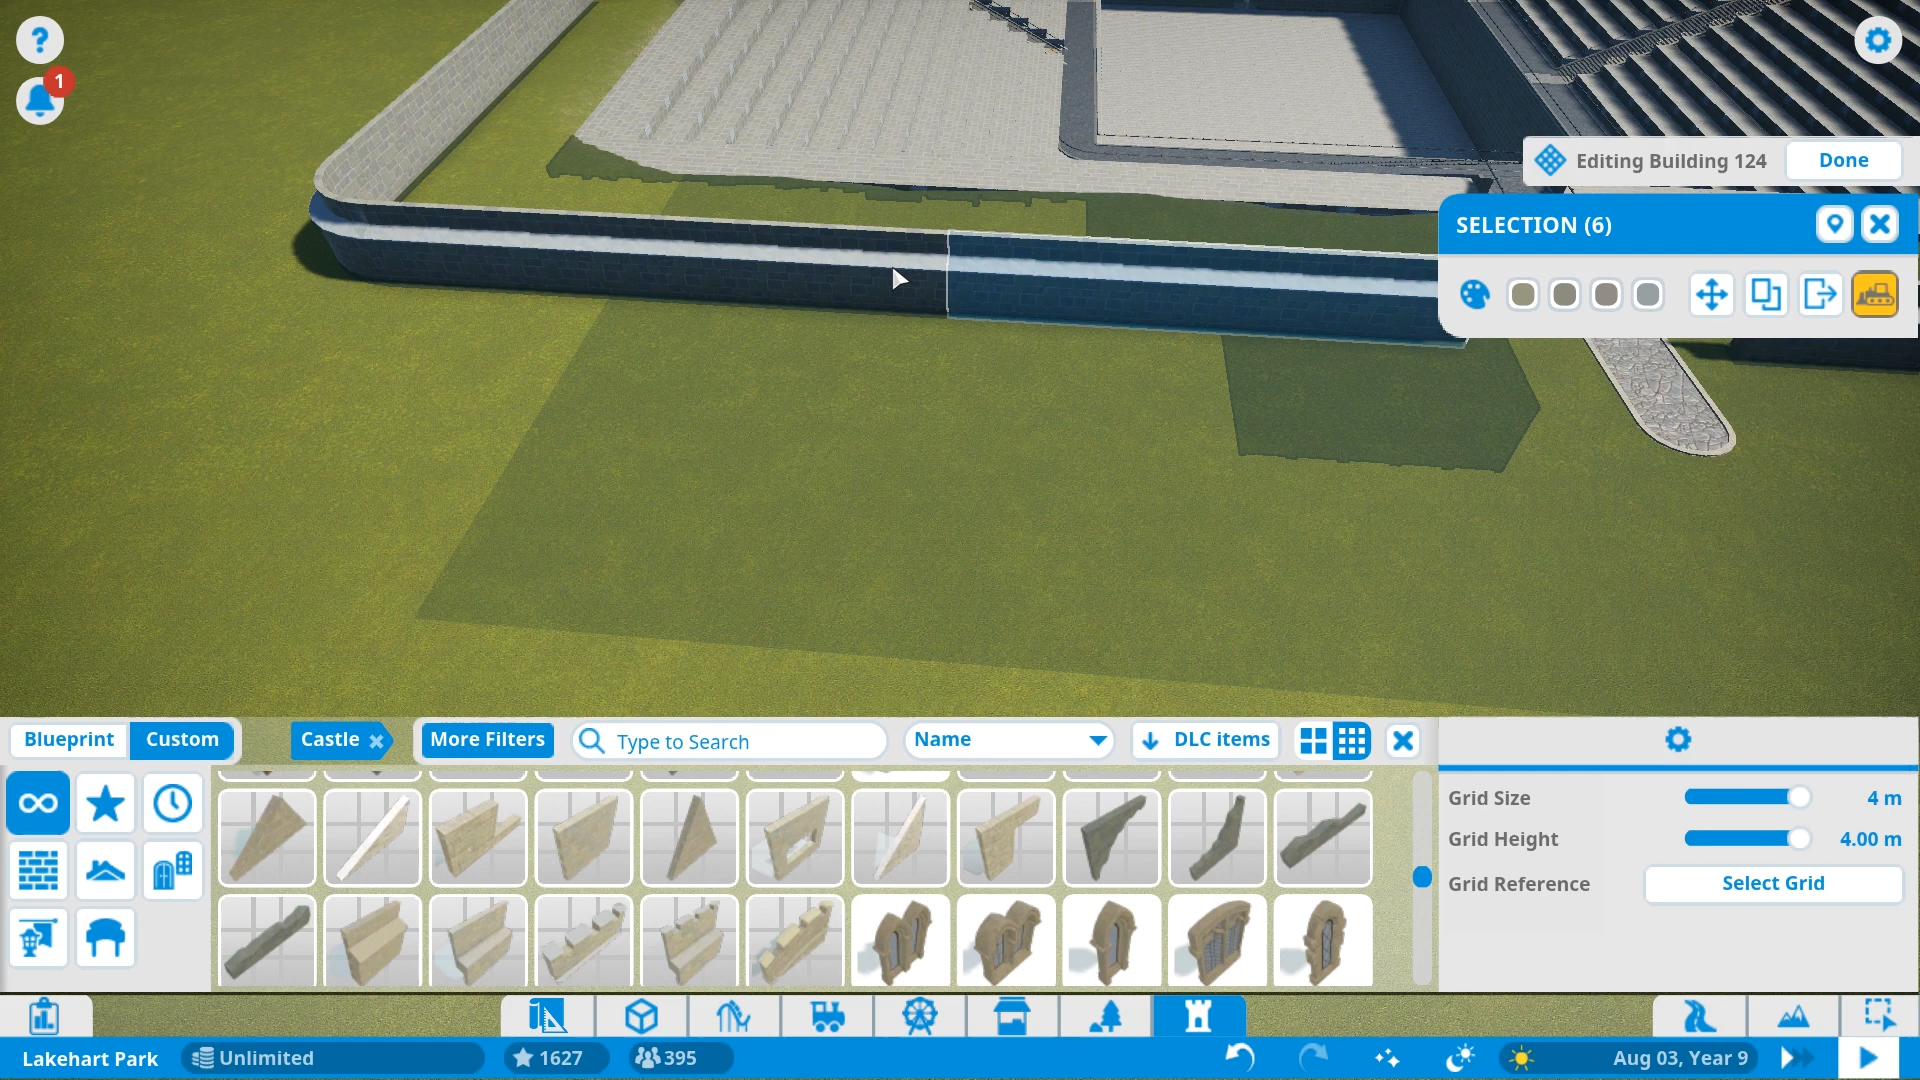 ?
1
Editing Building 124
Done
SELECTION (6)
Blueprint
Custom
Castle
More Filters
Type to Search
Name
DLC items
Grid Size
4 m
Grid Height
4.00 m
Grid Reference
Select Grid
Lakehart Park
Unlimited
1627
395
Aug 03, Year 9